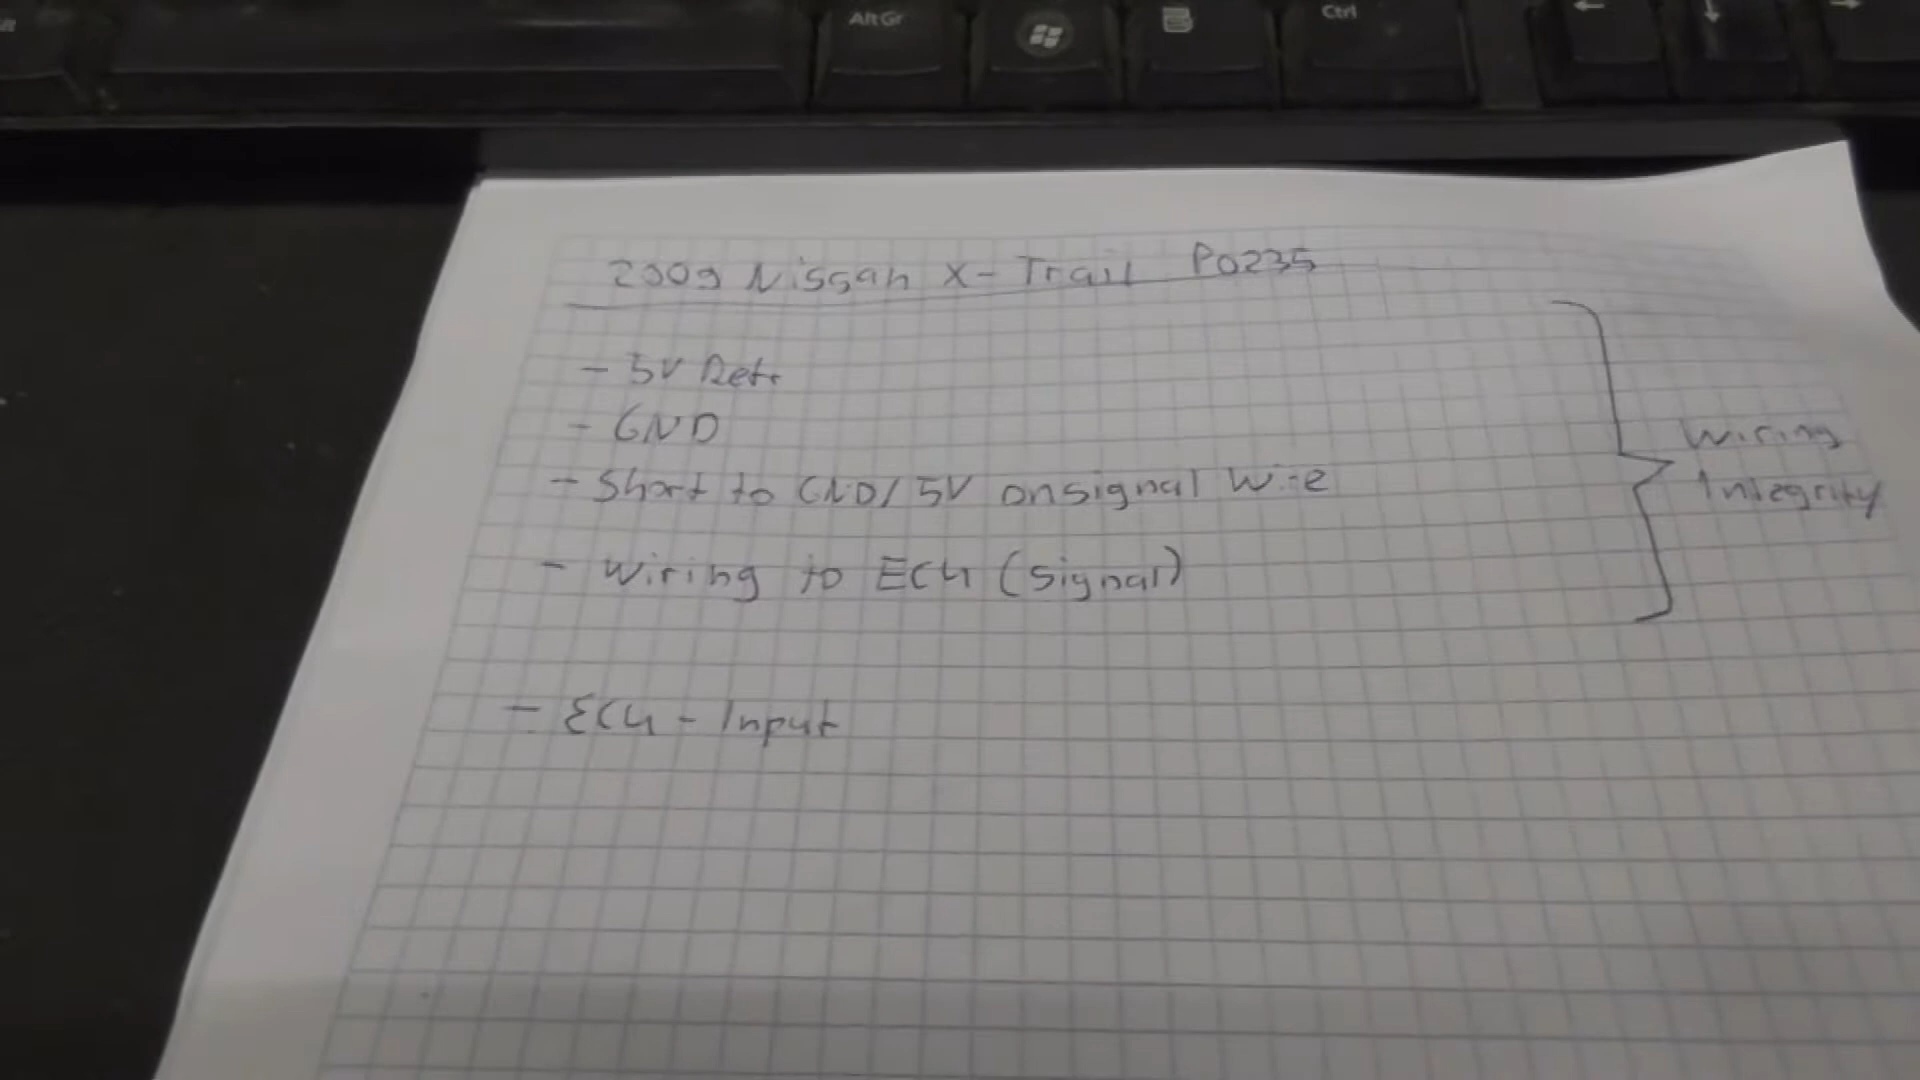 AltGr
Ctrl
2009 Nissan X-Trail P0235
- 5V Ref.
- GND
- Short to GND/5V on signal wire
- Wiring to ECU (signal)
- ECU - Input
Wiring
Integrity